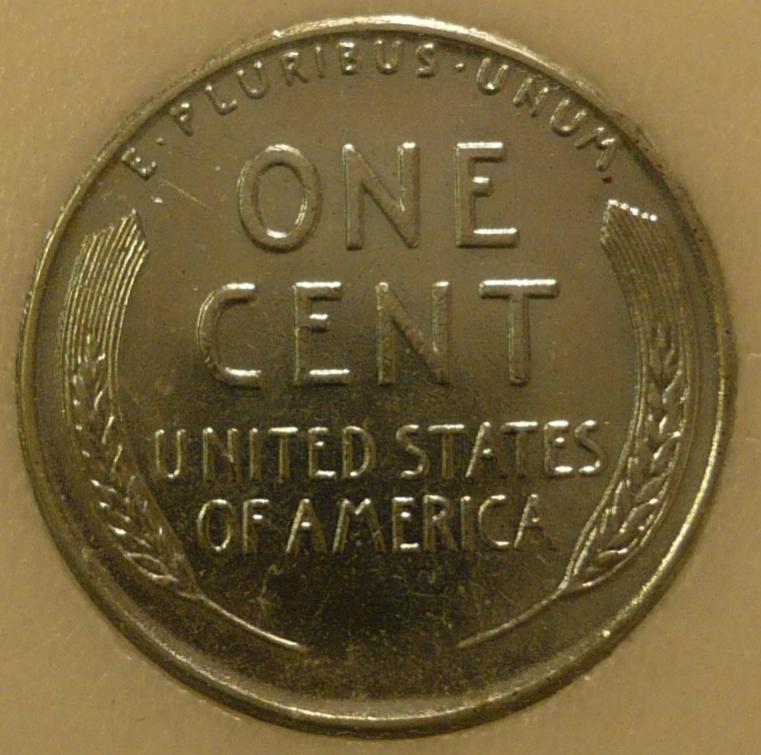 E·PLURIBUS·UNUM
ONE
CENT
UNITED STATES
OF AMERICA